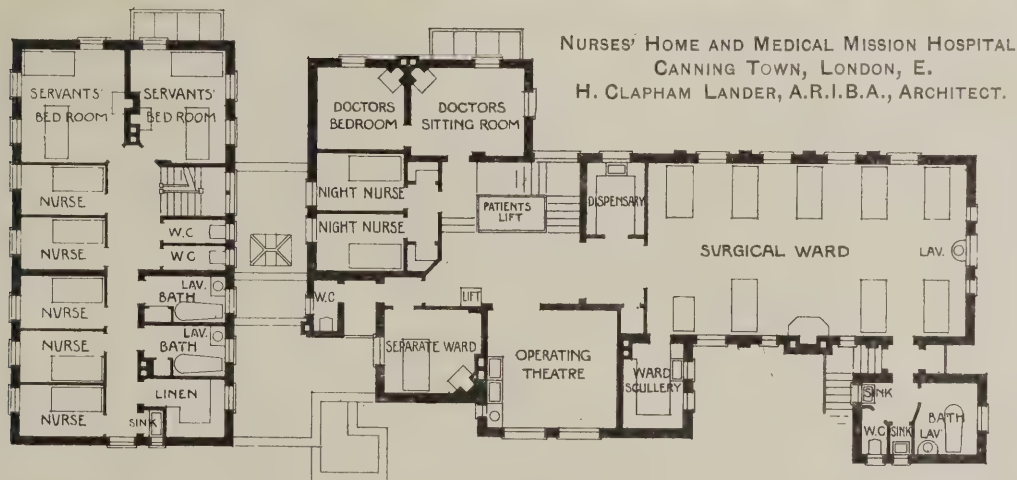 NURSES' HOME AND MEDICAL MISSION HOSPITAL
CANNING TOWN, LONDON, E.
H. CLAPHAM LANDER, A.R.I.B.A., ARCHITECT.
SERVANTS'
BED ROOM
SERVANTS'
BED ROOM
NURSE
NURSE
NURSE
NURSE
NURSE
W.C
W.C
LAV.
BATH
LAV.
BATH
LINEN
SINK
DOCTORS
BEDROOM
DOCTORS
SITTING ROOM
NIGHT NURSE
NIGHT NURSE
W.C
PATIENTS
LIFT
DISPENSARY
LIFT
SEPARATE WARD
OPERATING
THEATRE
WARD
SCULLERY
SURGICAL WARD
LAV.
SINK
W.C
SINK
LAV'
BATH